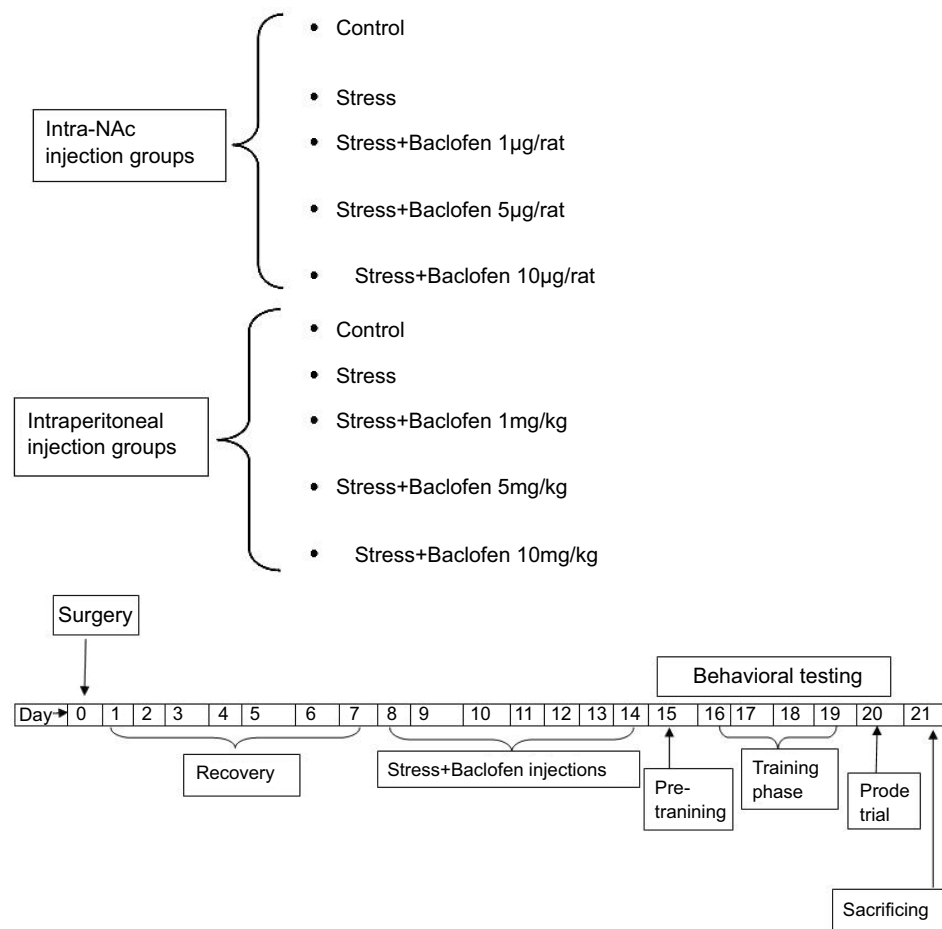 • Control
• Stress
Intra-NAc
injection groups
• Stress+Baclofen 1µg/rat
• Stress+Baclofen 5µg/rat
• Stress+Baclofen 10µg/rat
• Control
• Stress
Intraperitoneal
injection groups
• Stress+Baclofen 1mg/kg
• Stress+Baclofen 5mg/kg
• Stress+Baclofen 10mg/kg
Surgery
Behavioral testing
Day 0 1 2 3 4 5 6 7 8 9 10 11 12 13 14 15 16 17 18 19 20 21
Recovery
Stress+Baclofen injections
Pre-
tranining
Training
phase
Prode
trial
Sacrificing